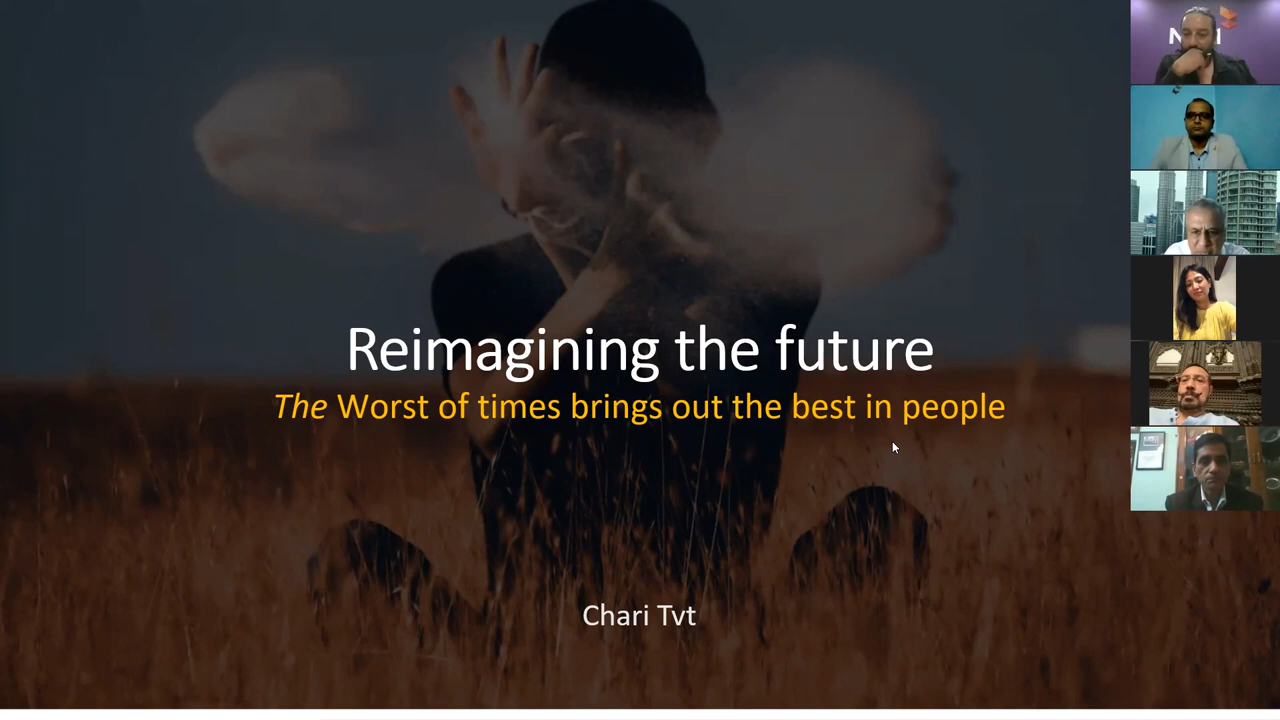 Reimagining the future
The Worst of times brings out the best in people
Chari Tvt